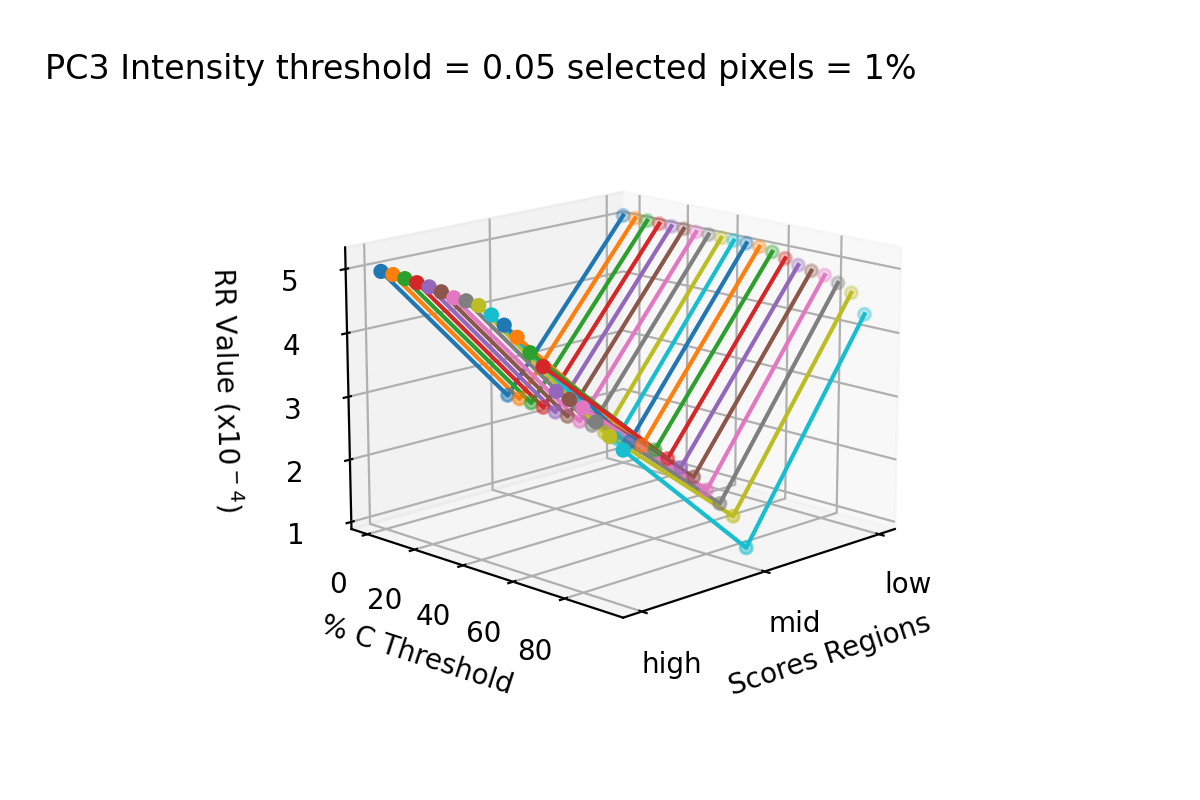 PC3 Intensity threshold = 0.05 selected pixels = 1%
RR Value (x10⁻⁴)
5
4
3
2
1
0
20
40
60
80
% C Threshold
high
mid
low
Scores Regions